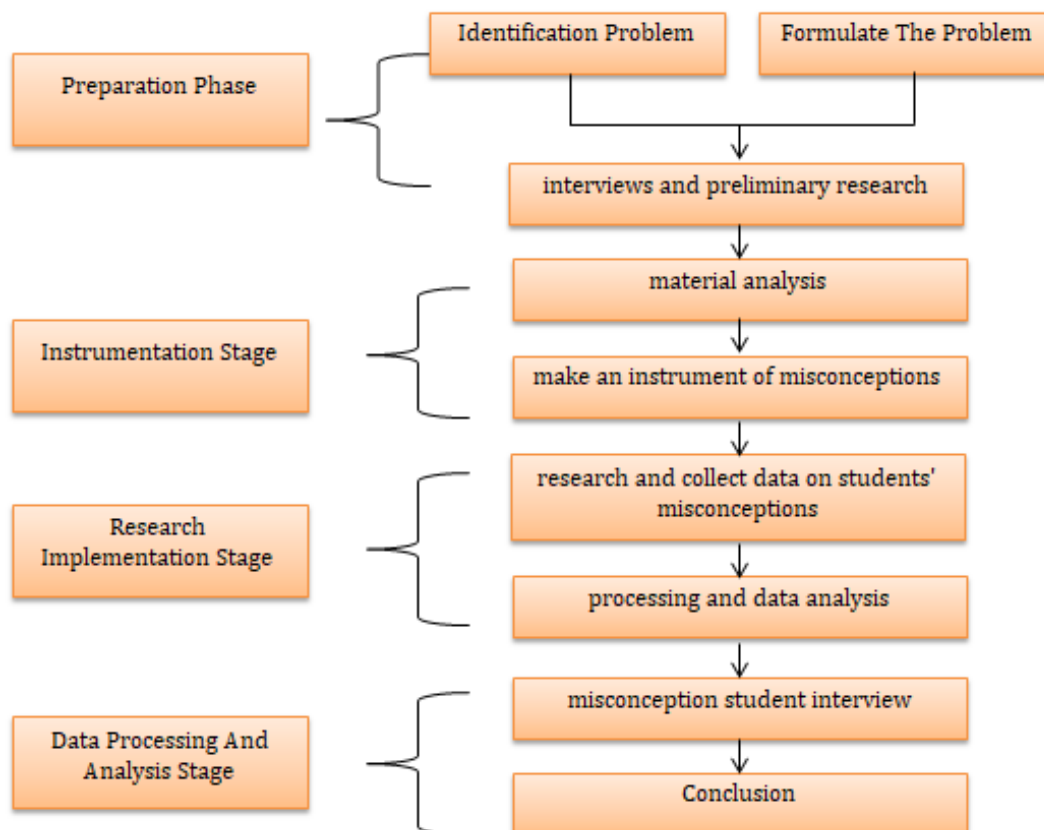 Identification Problem
Formulate The Problem
Preparation Phase
interviews and preliminary research
material analysis
Instrumentation Stage
make an instrument of misconceptions
research and collect data on students'
misconceptions
Research
Implementation Stage
processing and data analysis
misconception student interview
Data Processing And
Analysis Stage
Conclusion